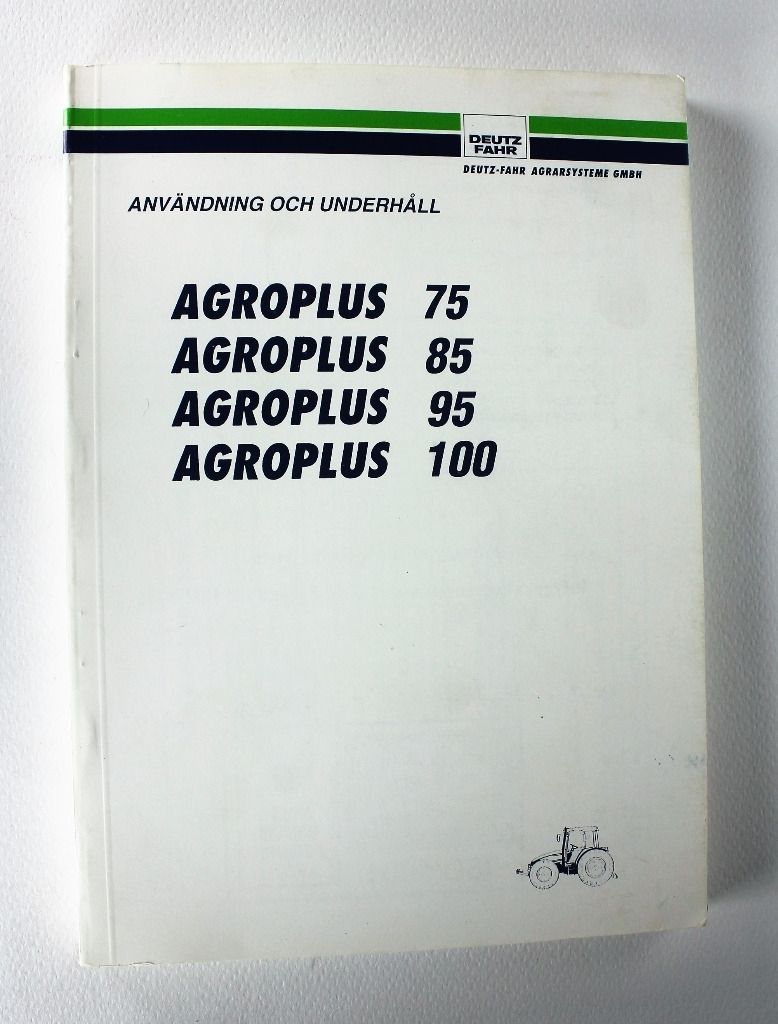 DEUTZ
FAHR
DEUTZ-FAHR AGRARSYSTEME GMBH
ANVÄNDNING OCH UNDERHÅLL
AGROPLUS 75
AGROPLUS 85
AGROPLUS 95
AGROPLUS 100